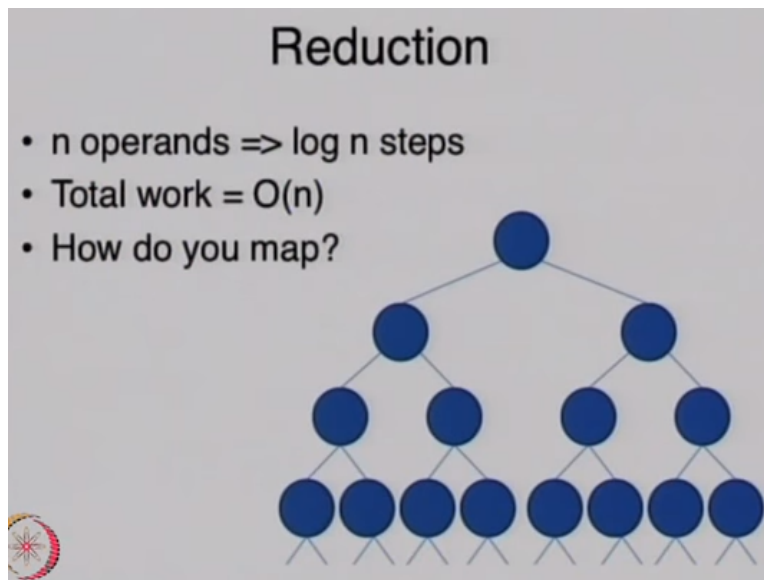 Reduction
• n operands => log n steps
• Total work = O(n)
• How do you map?